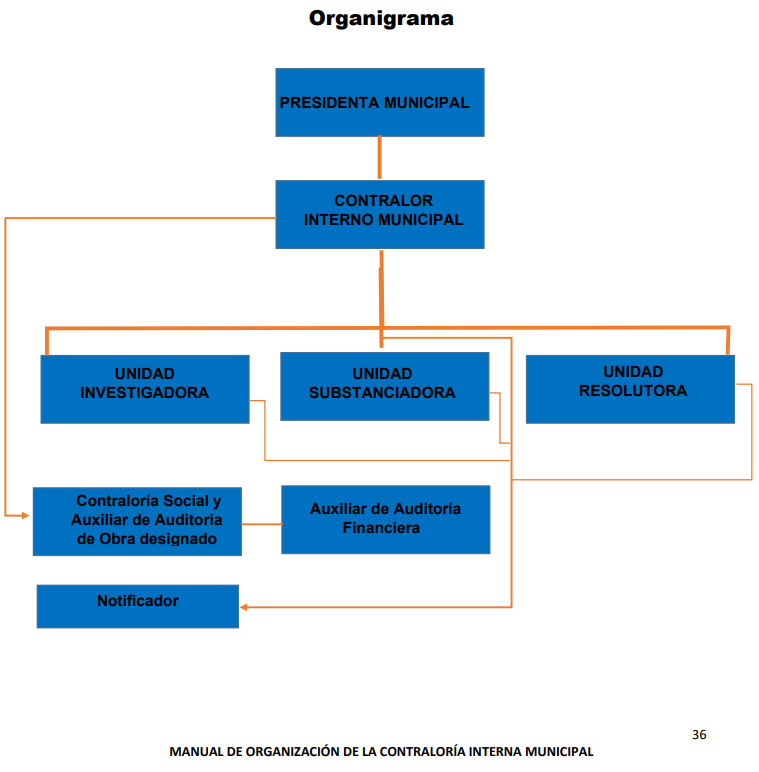 Organigrama
PRESIDENTA MUNICIPAL
CONTRALOR
INTERNO MUNICIPAL
UNIDAD
INVESTIGADORA
UNIDAD
SUBSTANCIADORA
UNIDAD
RESOLUTORA
Contraloría Social y
Auxiliar de Auditoria
de Obra designado
Auxiliar de Auditoría
Financiera
Notificador
36
MANUAL DE ORGANIZACIÓN DE LA CONTRALORÍA INTERNA MUNICIPAL